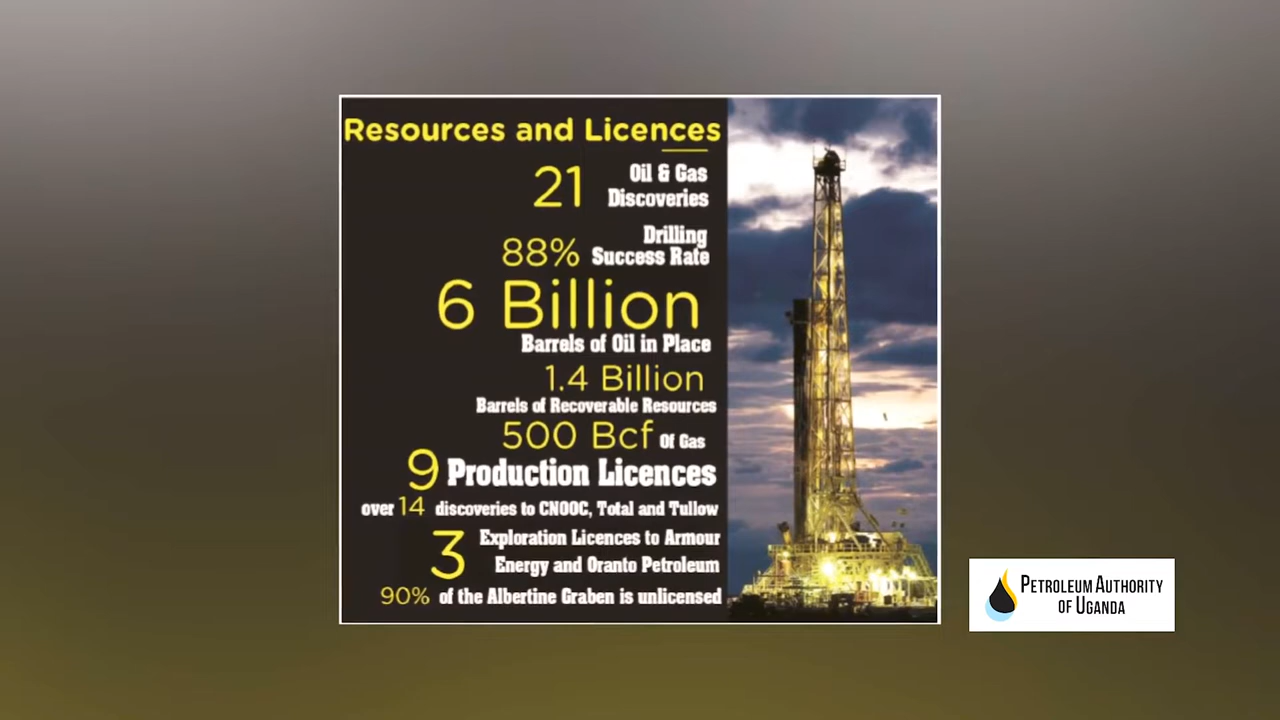 Resources and Licences
21 Oil & Gas
Discoveries
88% Drilling
Success Rate
6 Billion
Barrels of Oil in Place
1.4 Billion
Barrels of Recoverable Resources
500 Bcf Of Gas
9 Production Licences
over 14 discoveries to CNOOC, Total and Tullow
3 Exploration Licences to Armour
Energy and Oranto Petroleum
90% of the Albertine Graben is unlicensed
PETROLEUM AUTHORITY
OF UGANDA